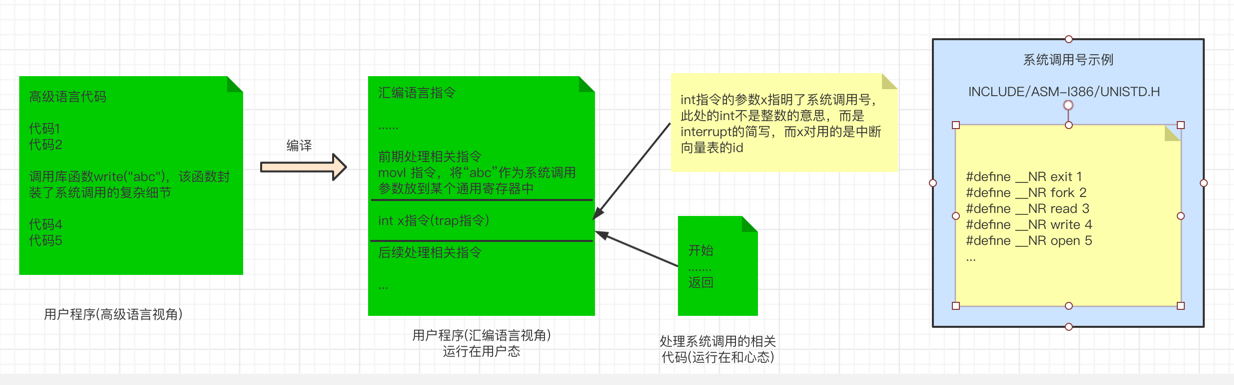 高级语言代码
代码1
代码2
调用库函数write("abc")，该函数封
装了系统调用的复杂细节
代码4
代码5
用户程序(高级语言视角)
编译
汇编语言指令
......
前期处理相关指令
movl 指令，将“abc”作为系统调用
参数放到某个通用寄存器中
int x指令(trap指令)
后续处理相关指令
...
用户程序(汇编语言视角)
运行在用户态
int指令的参数x指明了系统调用号，
此处的int不是整数的意思，而是
interrupt的简写，而x对用的是中断
向量表的id
开始
.......
返回
处理系统调用的相关
代码(运行在和心态)
系统调用号示例
INCLUDE/ASM-I386/UNISTD.H
#define __NR exit 1
#define __NR fork 2
#define __NR read 3
#define __NR write 4
#define __NR open 5
...